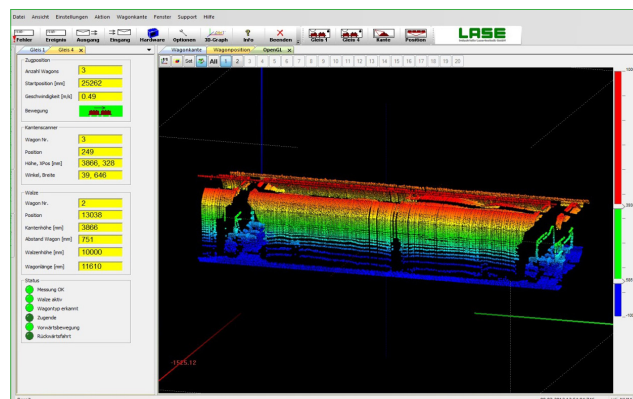 Datei Ansicht Einstellungen Aktion Wagonkante Fenster Support Hilfe
Fehler Ereignis Ausgang Eingang Hardware Optionen 3D-Graph Info Beenden Gleis 1 Gleis 4 Kante Position
LASE
Gleis 1 Gleis 4 x
Wagonkante Wagonposition OpenGL x
Set All 1 2 3 4 5 6 7 8 9 10 11 12 13 14 15 16 17 18 19 20
Zugposition
Anzahl Wagons 3
Startposition [mm] 25262
Geschwindigkeit [m/s] 0.49
Bewegung
Kantenscanner
Wagon Nr. 3
Position 249
Höhe, XPos [mm] 3866, 328
Winkel, Breite 39, 646
Walze
Wagon Nr. 2
Position 13038
Kantenhöhe [mm] 3866
Abstand Wagon [mm] 751
Walzenhöhe [mm] 10000
Wagonlänge [mm] 11610
Status
Messung OK
Walze aktiv
Wagontyp erkannt
Zugende
Vorwärtsbewegung
Rückwärtsfahrt